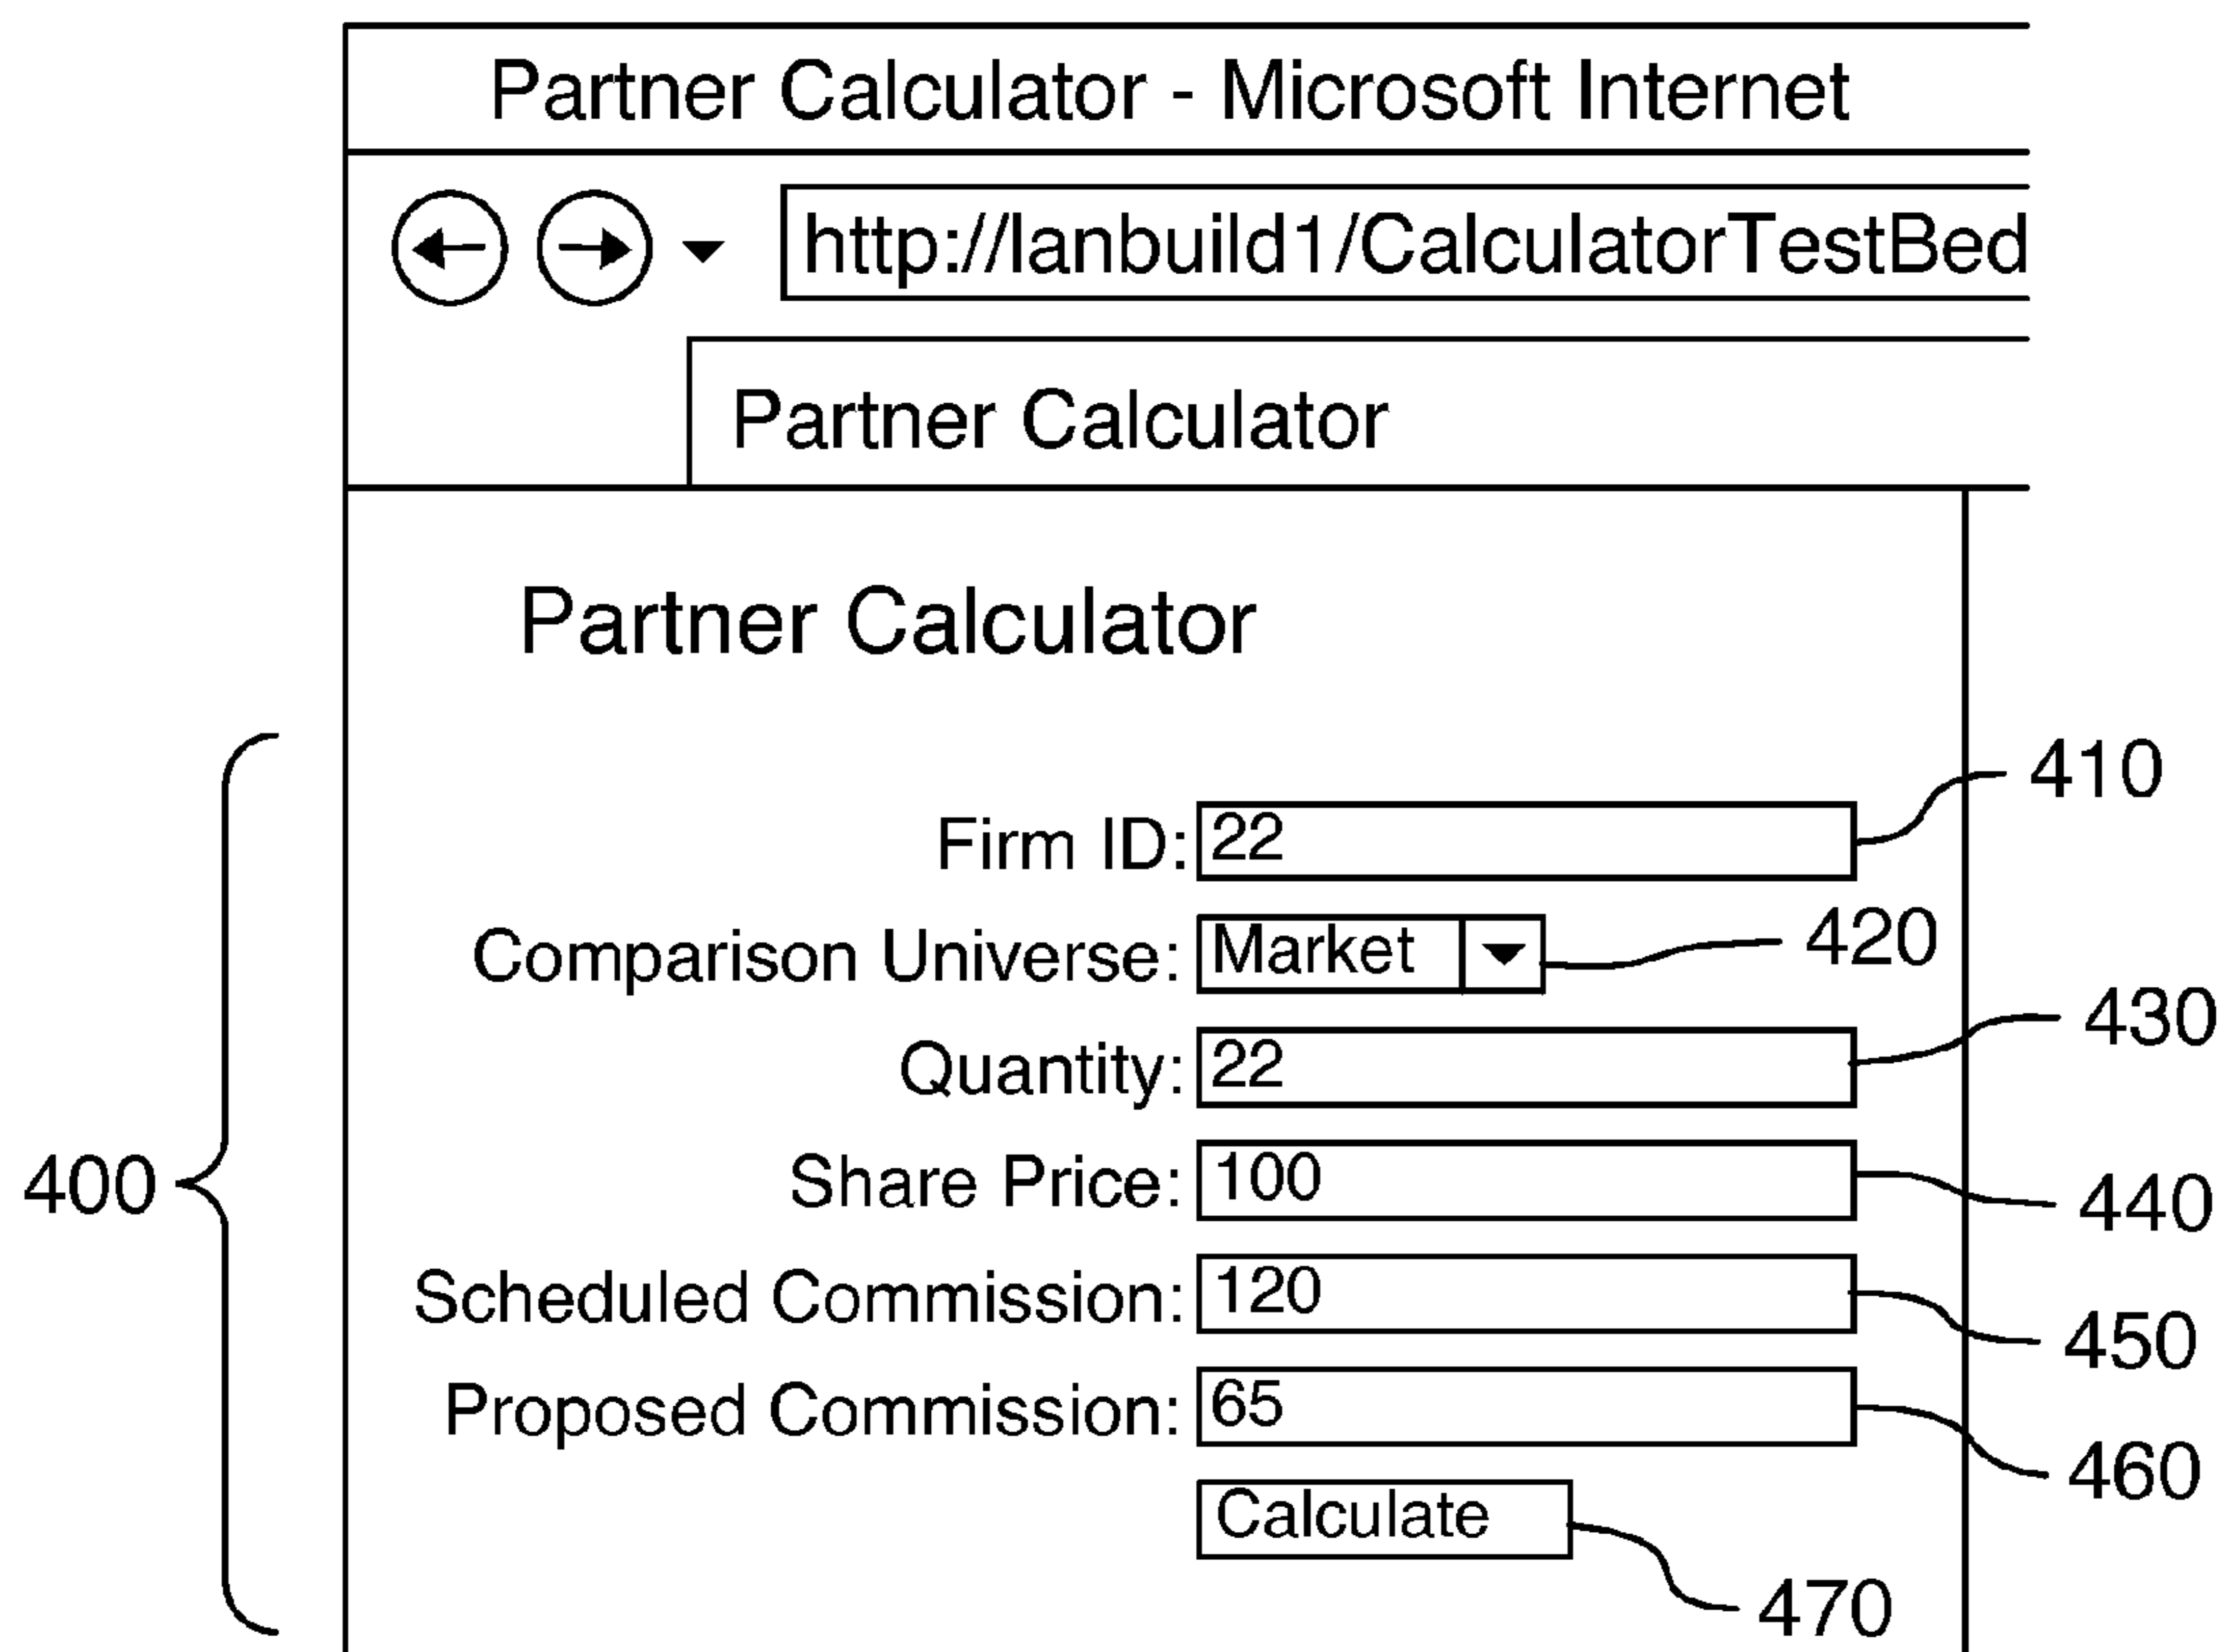 Partner Calculator - Microsoft Internet
http://lanbuild1/CalculatorTestBed
Partner Calculator
Partner Calculator
410
Firm ID: 22
Comparison Universe: Market 420
430
Quantity: 22
400
Share Price: 100
440
Scheduled Commission: 120
450
Proposed Commission: 65
460
Calculate
470